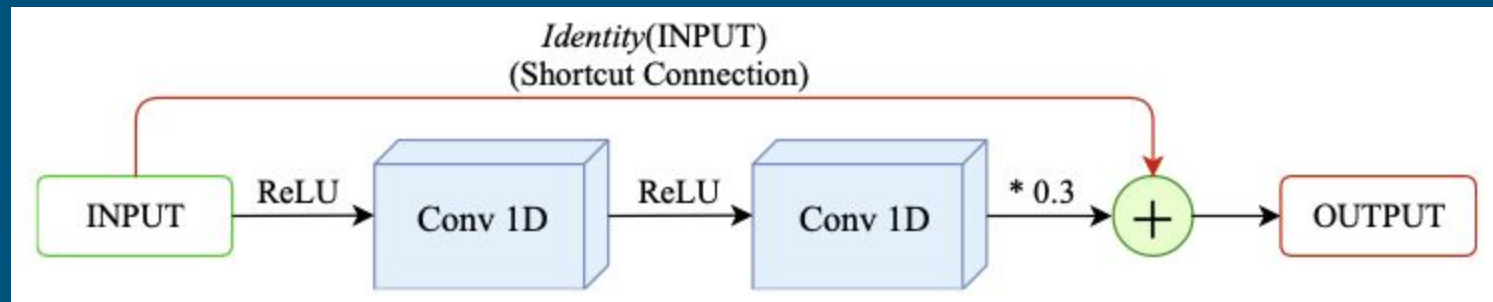 Identity(INPUT)
(Shortcut Connection)
INPUT
ReLU
Conv 1D
ReLU
Conv 1D
* 0.3
+
OUTPUT